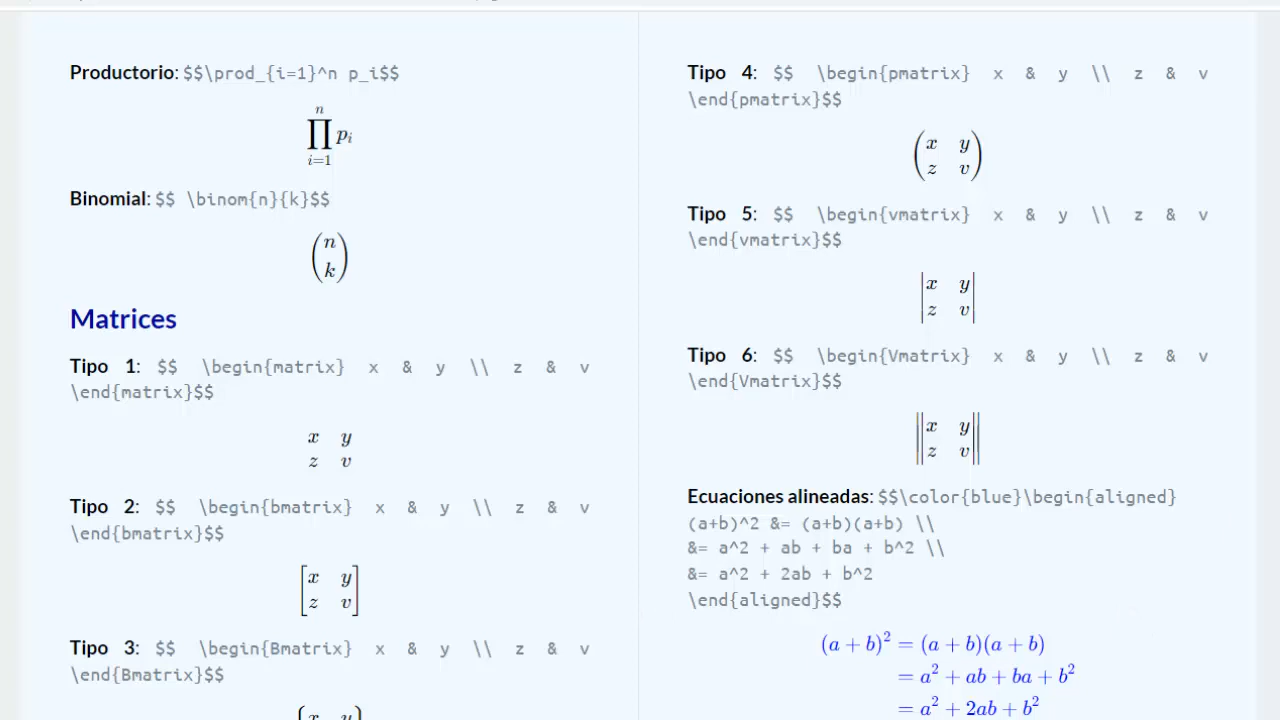 Productorio: $$\prod_{i=1}^n p_i$$
n
∏ p_i
i=1
Binomial: $$ \binom{n}{k}$$
(n
k)
Matrices
Tipo 1: $$ \begin{matrix} x & y \\ z & v
\end{matrix}$$
x y
z v
Tipo 2: $$ \begin{bmatrix} x & y \\ z & v
\end{bmatrix}$$
[x y
z v]
Tipo 3: $$ \begin{Bmatrix} x & y \\ z & v
\end{Bmatrix}$$
{x y
Tipo 4: $$ \begin{pmatrix} x & y \\ z & v
\end{pmatrix}$$
(x y
z v)
Tipo 5: $$ \begin{vmatrix} x & y \\ z & v
\end{vmatrix}$$
|x y|
|z v|
Tipo 6: $$ \begin{Vmatrix} x & y \\ z & v
\end{Vmatrix}$$
‖x y‖
‖z v‖
Ecuaciones alineadas: $$\color{blue}\begin{aligned}
(a+b)^2 &= (a+b)(a+b) \\
&= a^2 + ab + ba + b^2 \\
&= a^2 + 2ab + b^2
\end{aligned}$$
(a + b)² = (a + b)(a + b)
= a² + ab + ba + b²
= a² + 2ab + b²